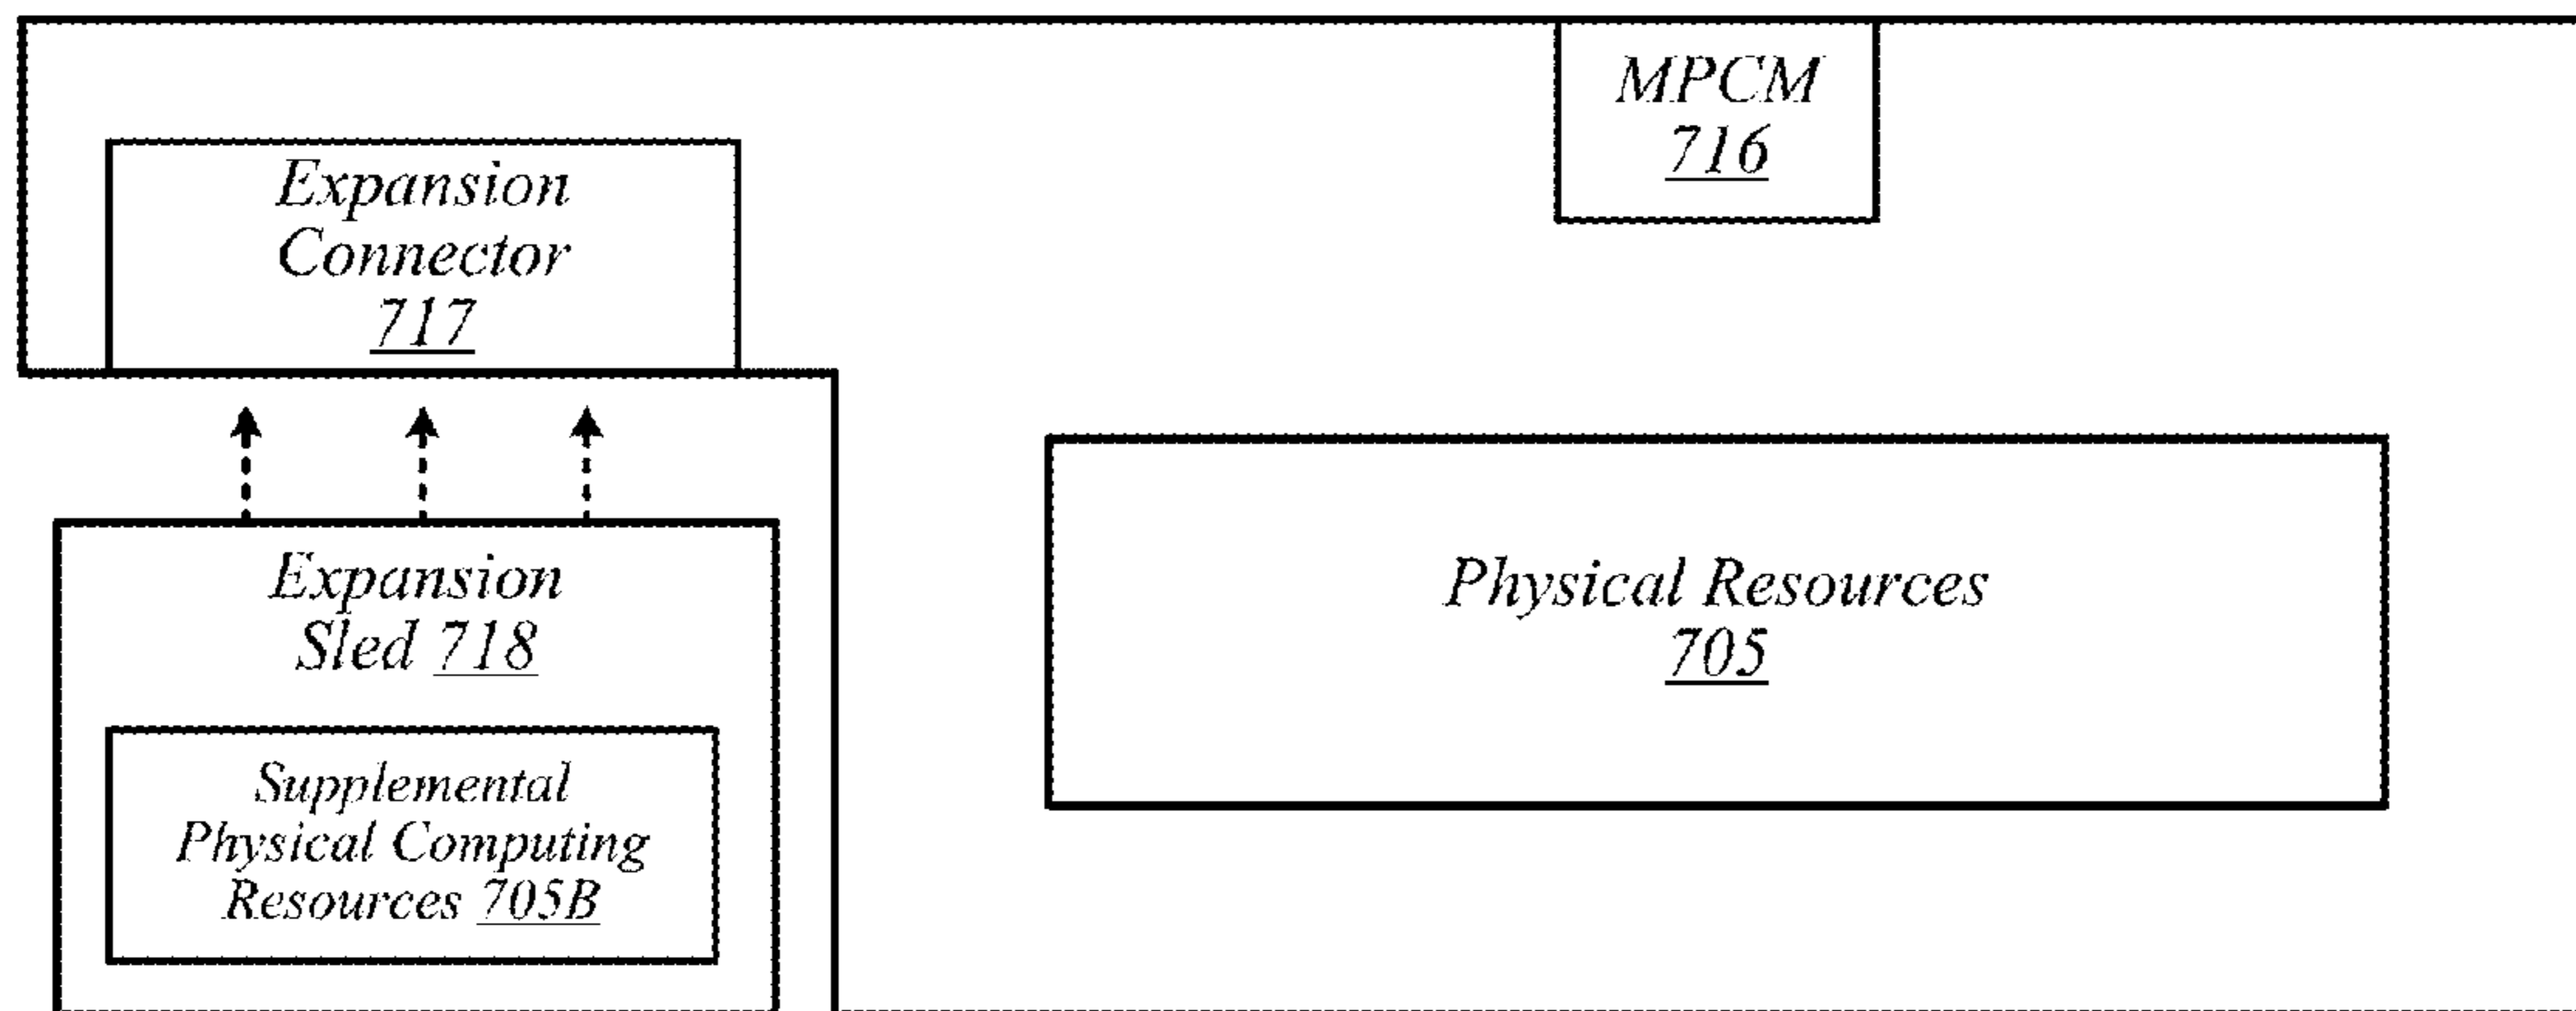 MPCM
716
Expansion
Connector
717
Expansion
Sled 718
Physical Resources
705
Supplemental
Physical Computing
Resources 705B